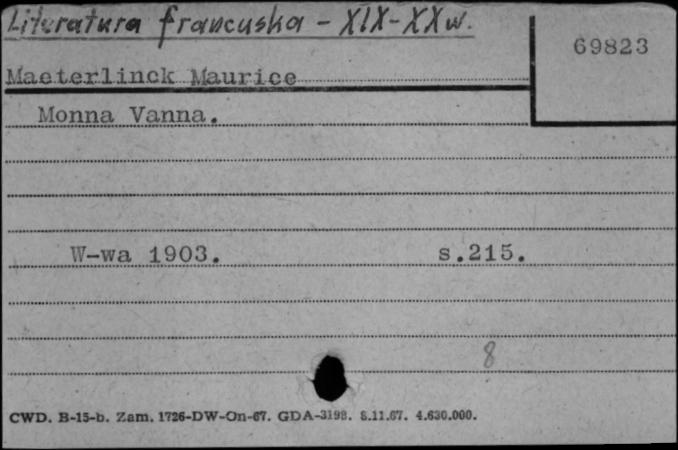 Literatura francuska - XIX-XX w.
69823
Maeterlinck Maurice
Monna Vanna.
W-wa 1903. s.215.
8
CWD. B-15-b. Zam. 1726-DW-On-67. GDA-3198. 8.11.67. 4.630.000.